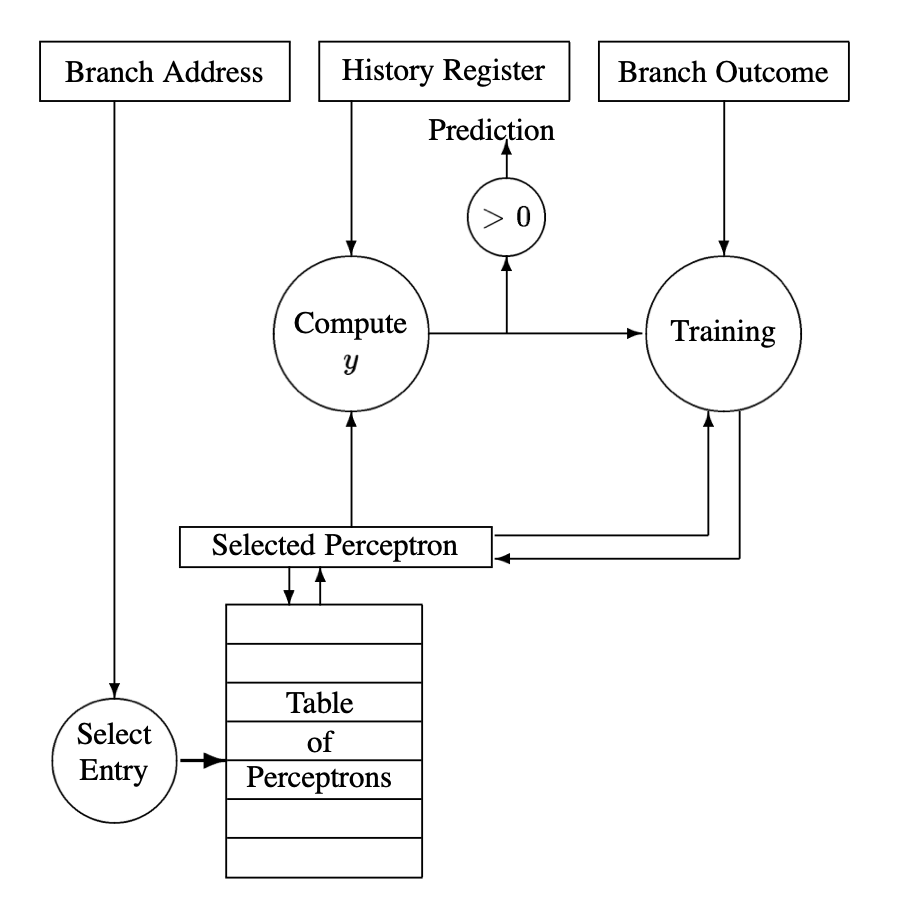 Branch Address
History Register
Branch Outcome
Prediction
> 0
Compute
y
Training
Selected Perceptron
Table
of
Perceptrons
Select
Entry